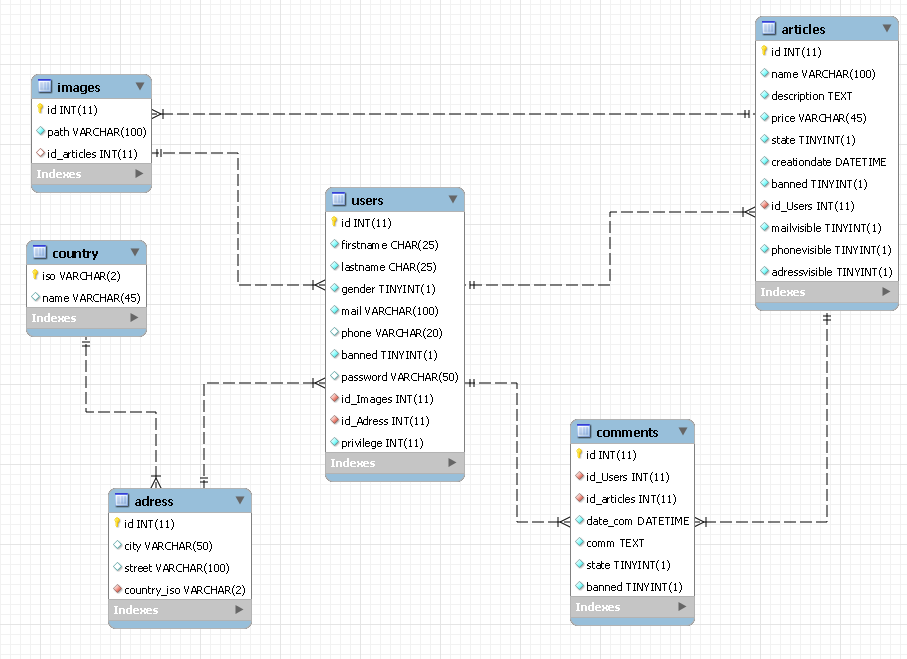 images
id INT(11)
path VARCHAR(100)
id_articles INT(11)
Indexes
country
iso VARCHAR(2)
name VARCHAR(45)
Indexes
adress
id INT(11)
city VARCHAR(50)
street VARCHAR(100)
country_iso VARCHAR(2)
Indexes
users
id INT(11)
firstname CHAR(25)
lastname CHAR(25)
gender TINYINT(1)
mail VARCHAR(100)
phone VARCHAR(20)
banned TINYINT(1)
password VARCHAR(50)
id_Images INT(11)
id_Adress INT(11)
privilege INT(11)
Indexes
comments
id INT(11)
id_Users INT(11)
id_articles INT(11)
date_com DATETIME
comm TEXT
state TINYINT(1)
banned TINYINT(1)
Indexes
articles
id INT(11)
name VARCHAR(100)
description TEXT
price VARCHAR(45)
state TINYINT(1)
creationdate DATETIME
banned TINYINT(1)
id_Users INT(11)
mailvisible TINYINT(1)
phonevisible TINYINT(1)
adressvisible TINYINT(1)
Indexes